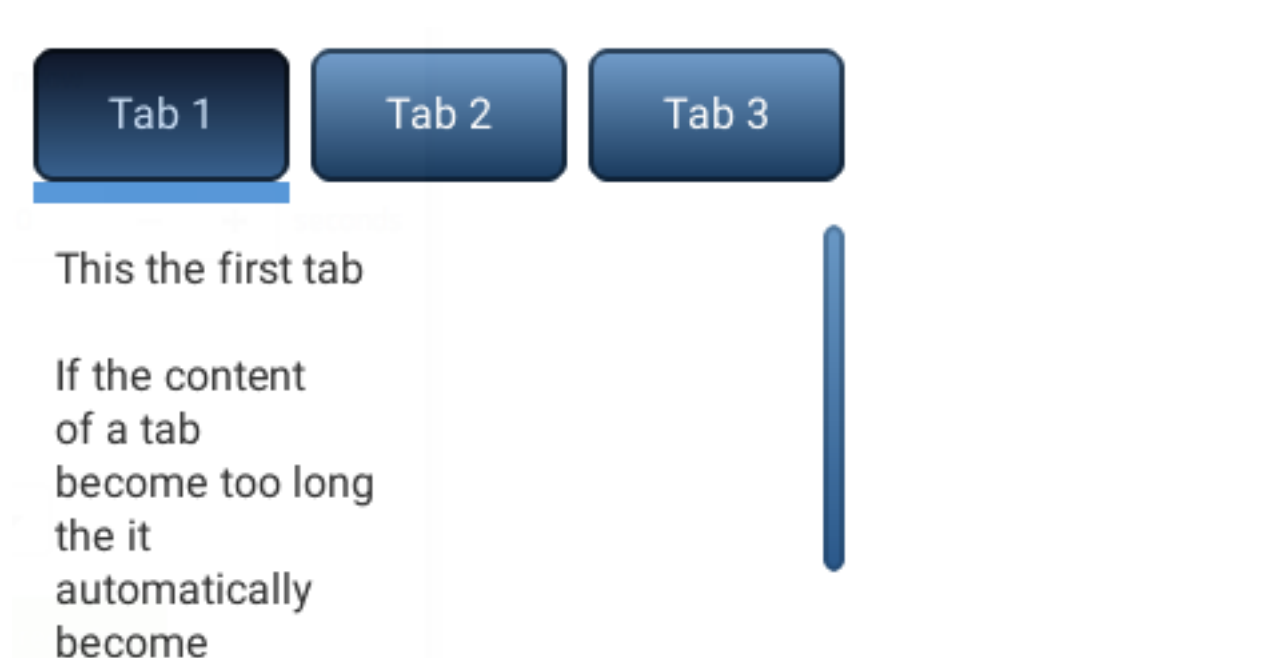 Tab 1 Tab 2 Tab 3
This the first tab
If the content
of a tab
become too long
the it
automatically
become